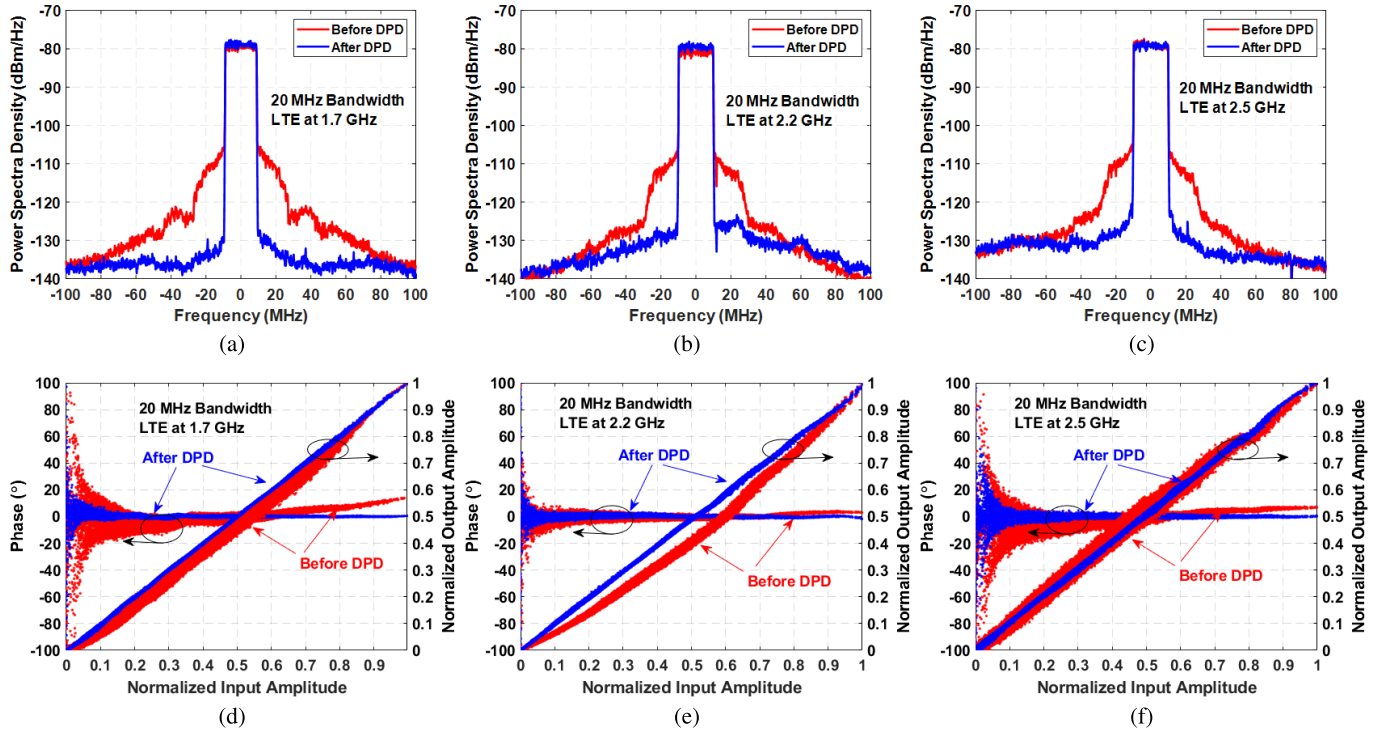 Power Spectra Density (dBm/Hz)
-70
-80
-90
-100
-110
-120
-130
-140
Before DPD
After DPD
20 MHz Bandwidth
LTE at 1.7 GHz
-100 -80 -60 -40 -20 0 20 40 60 80 100
Frequency (MHz)
(a)
Power Spectra Density (dBm/Hz)
-70
-80
-90
-100
-110
-120
-130
-140
Before DPD
After DPD
20 MHz Bandwidth
LTE at 2.2 GHz
-100 -80 -60 -40 -20 0 20 40 60 80 100
Frequency (MHz)
(b)
Power Spectra Density (dBm/Hz)
-70
-80
-90
-100
-110
-120
-130
-140
Before DPD
After DPD
20 MHz Bandwidth
LTE at 2.5 GHz
-100 -80 -60 -40 -20 0 20 40 60 80 100
Frequency (MHz)
(c)
Phase (°)
100
80
60
40
20
0
-20
-40
-60
-80
-100
20 MHz Bandwidth
LTE at 1.7 GHz
After DPD
Before DPD
1
0.9
0.8
0.7
0.6
0.5
0.4
0.3
0.2
0.1
0
Normalized Output Amplitude
0 0.1 0.2 0.3 0.4 0.5 0.6 0.7 0.8 0.9
Normalized Input Amplitude
(d)
Phase (°)
100
80
60
40
20
0
-20
-40
-60
-80
-100
20 MHz Bandwidth
LTE at 2.2 GHz
After DPD
Before DPD
1
0.9
0.8
0.7
0.6
0.5
0.4
0.3
0.2
0.1
0
Normalized Output Amplitude
0 0.1 0.2 0.3 0.4 0.5 0.6 0.7 0.8 0.9 1
Normalized Input Amplitude
(e)
Phase (°)
100
80
60
40
20
0
-20
-40
-60
-80
-100
20 MHz Bandwidth
LTE at 2.5 GHz
After DPD
Before DPD
1
0.9
0.8
0.7
0.6
0.5
0.4
0.3
0.2
0.1
0
Normalized Output Amplitude
0 0.1 0.2 0.3 0.4 0.5 0.6 0.7 0.8 0.9 1
Normalized Input Amplitude
(f)